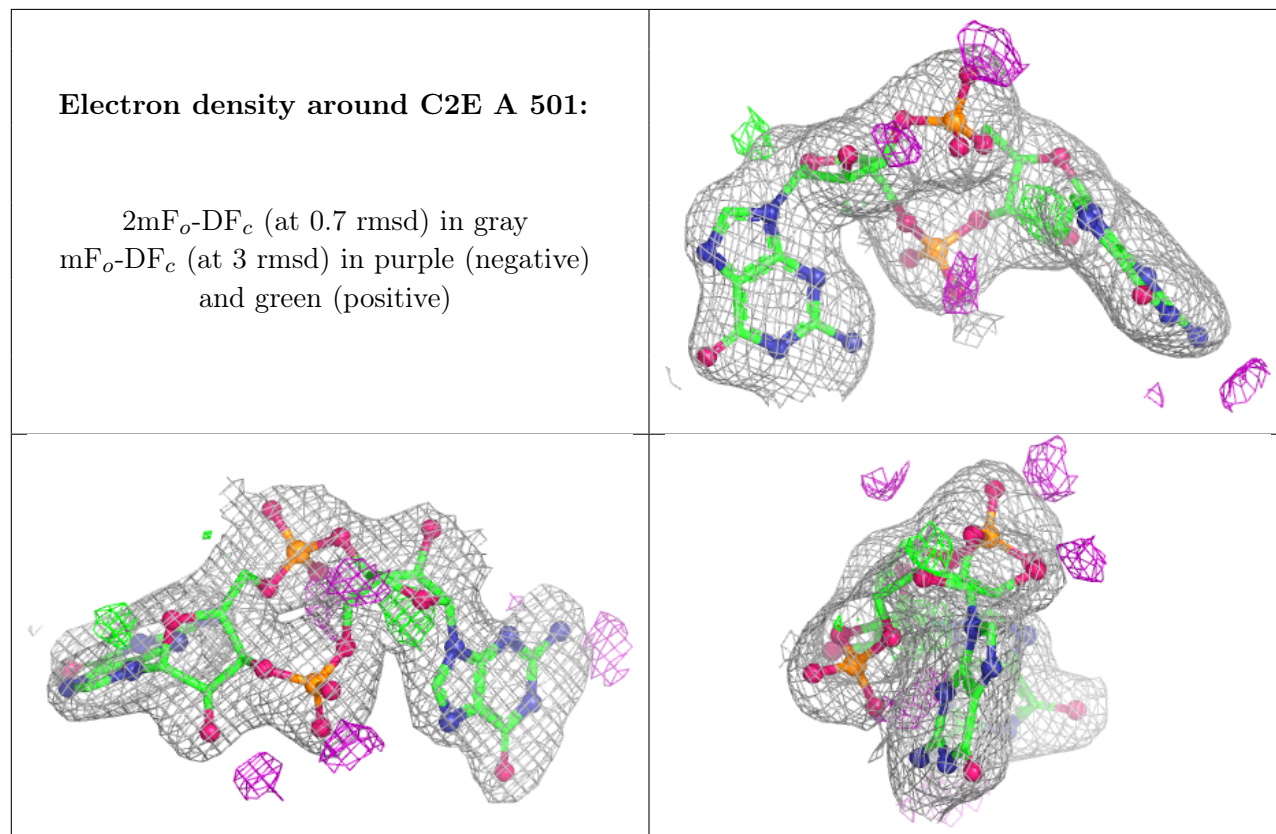 Electron density around C2E A 501:
2mFo-DFc (at 0.7 rmsd) in gray
mFo-DFc (at 3 rmsd) in purple (negative)
and green (positive)